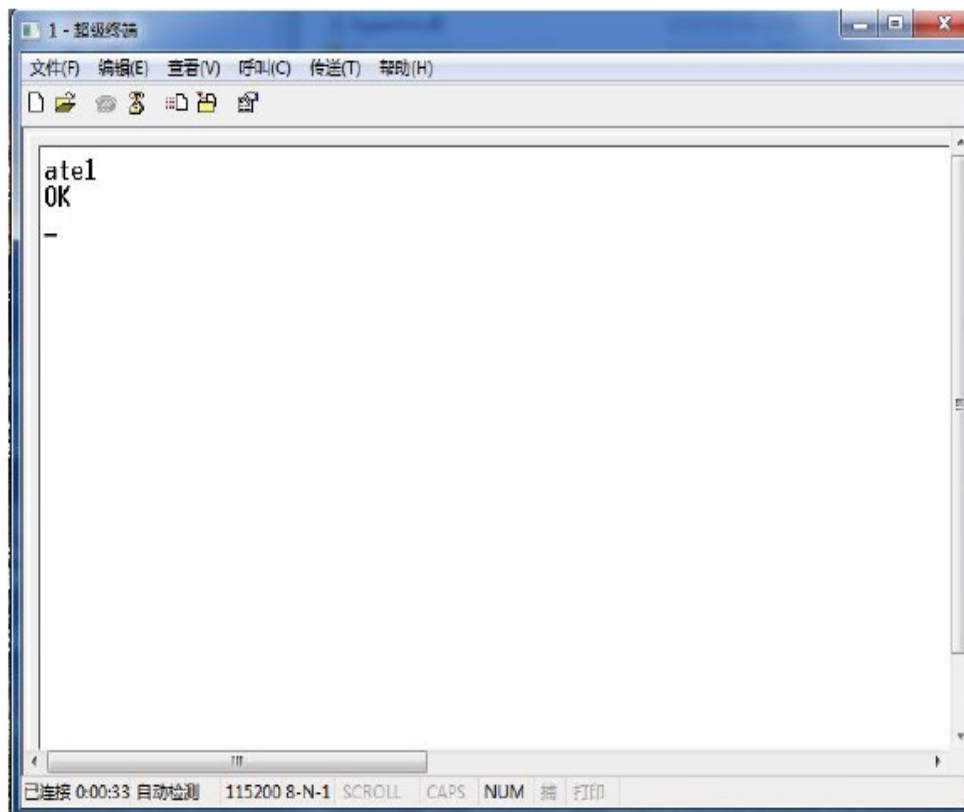 1 - 超级终端
文件(F) 编辑(E) 查看(V) 呼叫(C) 传送(T) 帮助(H)
ate1
OK
_
已连接 0:00:33 自动检测 115200 8-N-1 SCROLL CAPS NUM 捕 打印